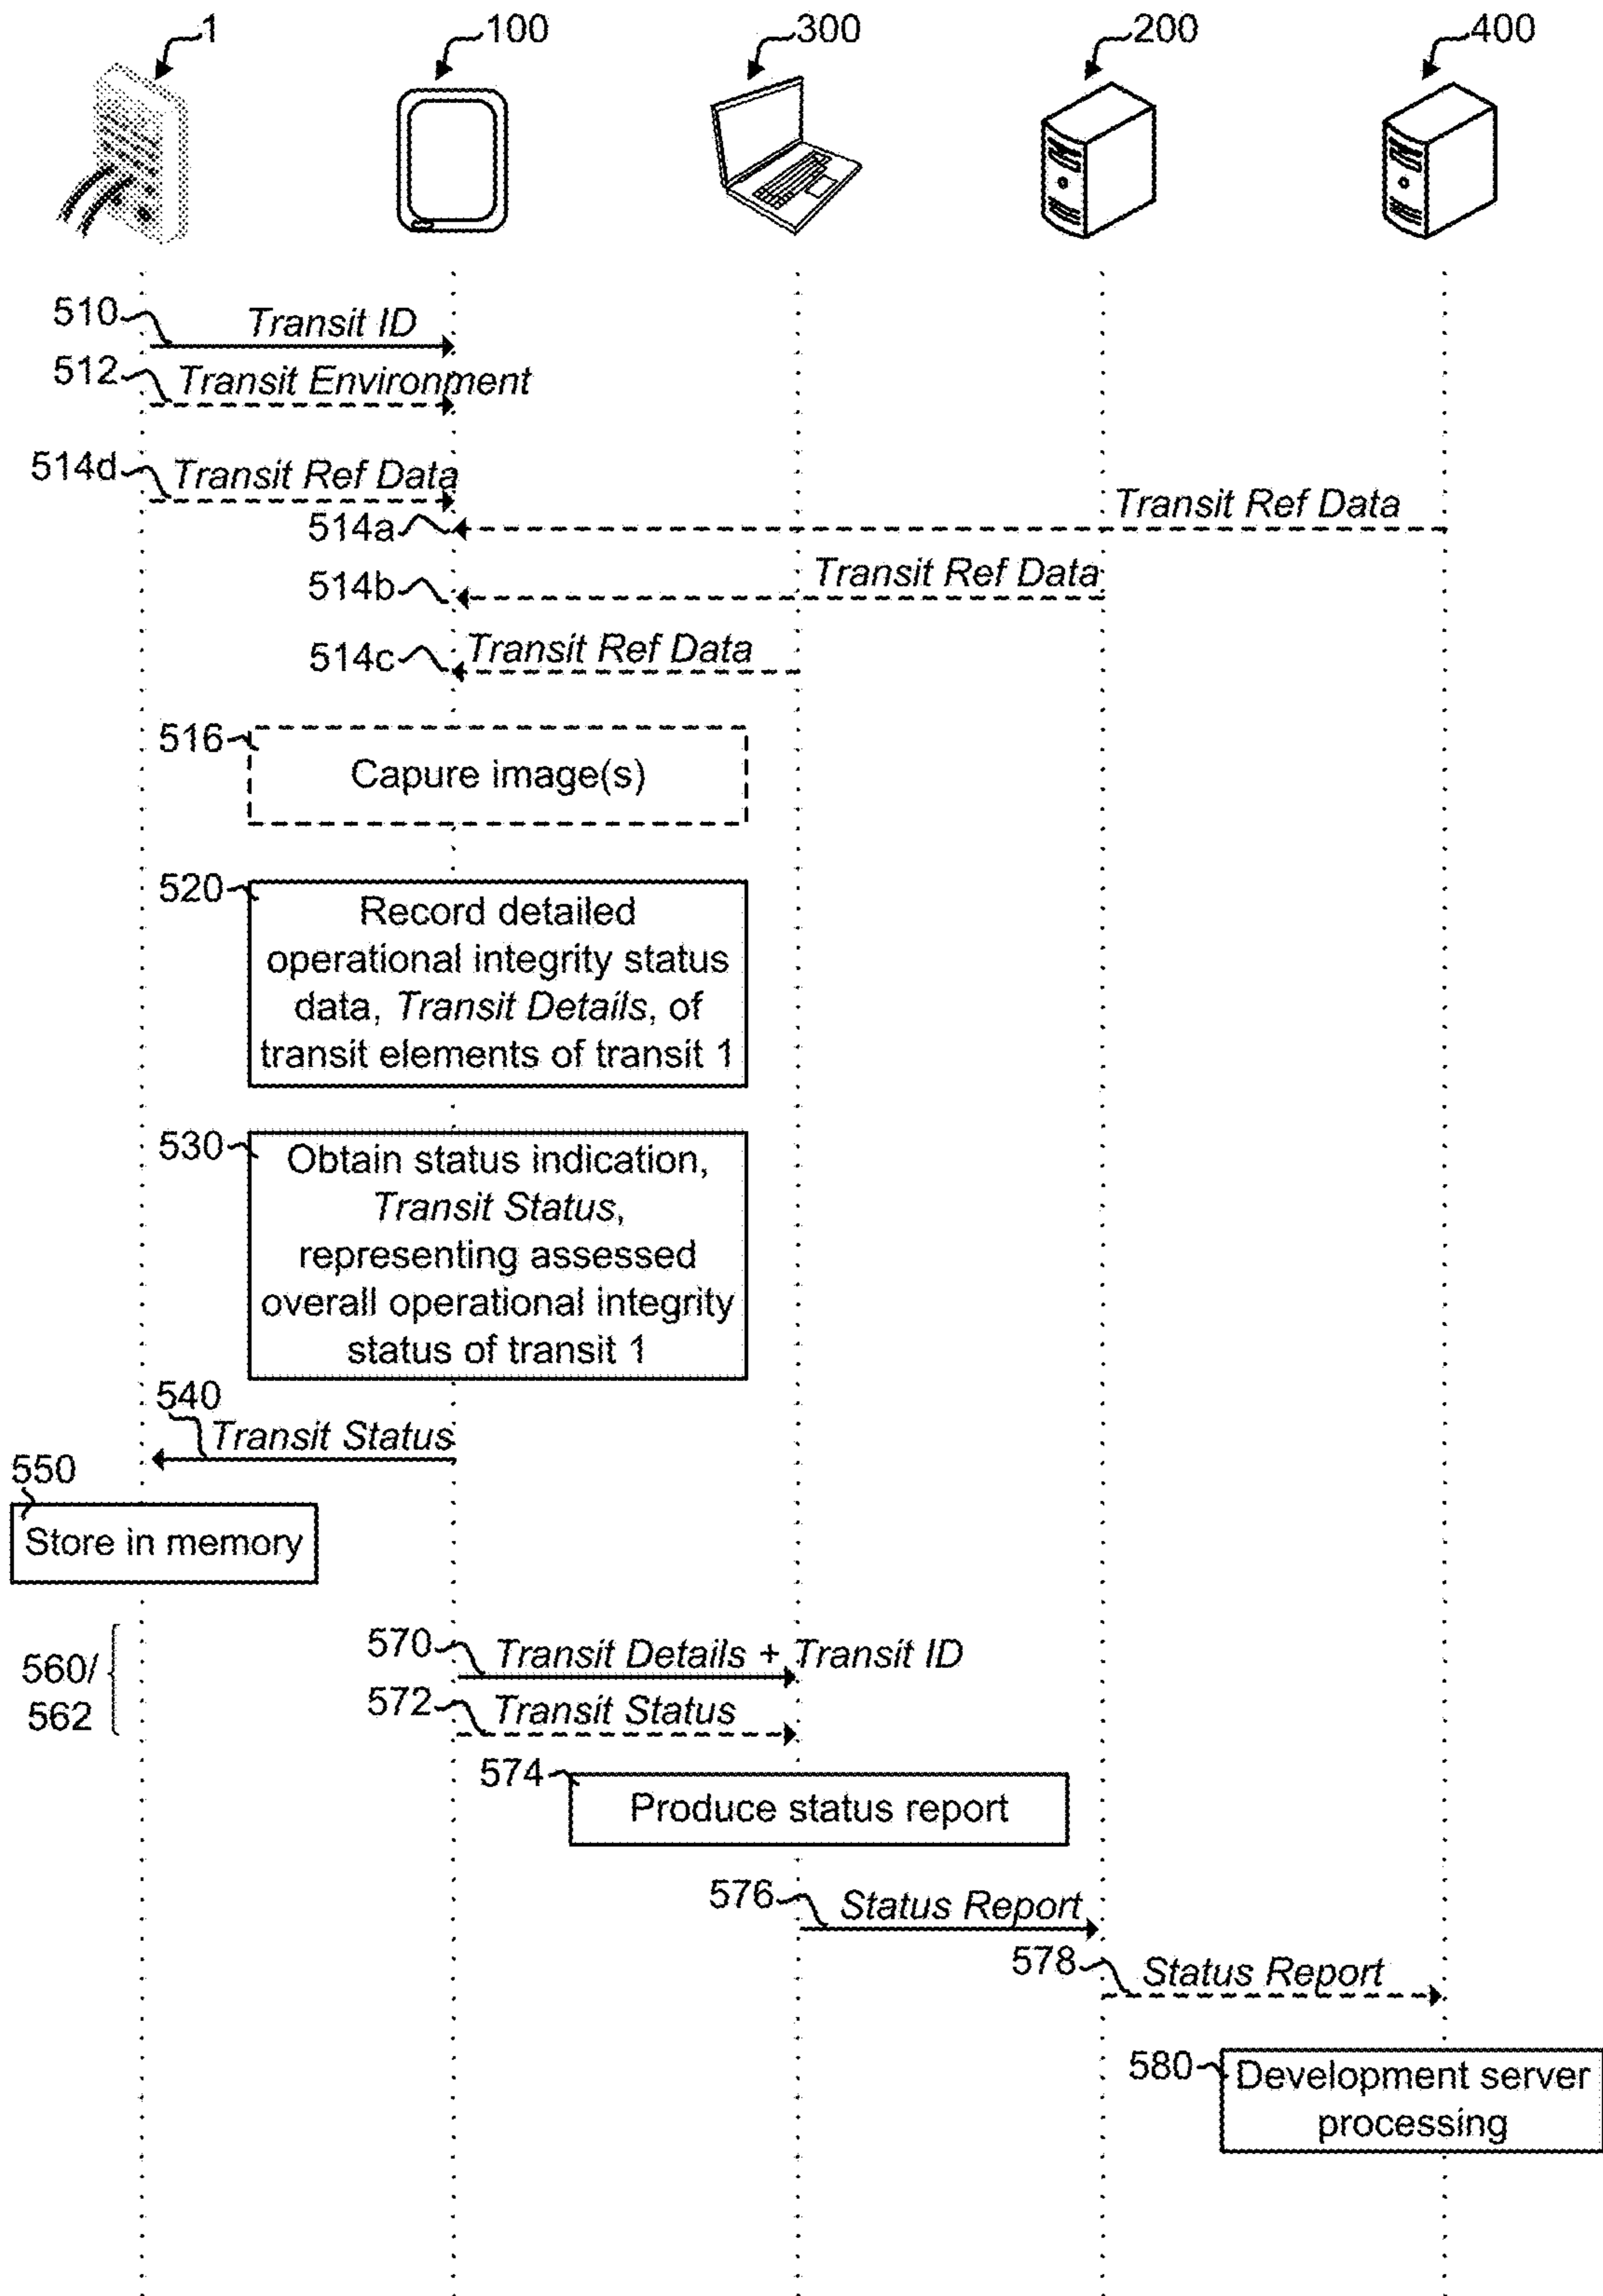 1
100
300
200
400
510
Transit ID
512
Transit Environment
514d
Transit Ref Data
514a
Transit Ref Data
514b
Transit Ref Data
514c
Transit Ref Data
516
Capure image(s)
520
Record detailed
operational integrity status
data, Transit Details, of
transit elements of transit 1
530
Obtain status indication,
Transit Status,
representing assessed
overall operational integrity
status of transit 1
540
Transit Status
550
Store in memory
560/
562
570
Transit Details + Transit ID
572
Transit Status
574
Produce status report
576
Status Report
578
Status Report
580
Development server
processing